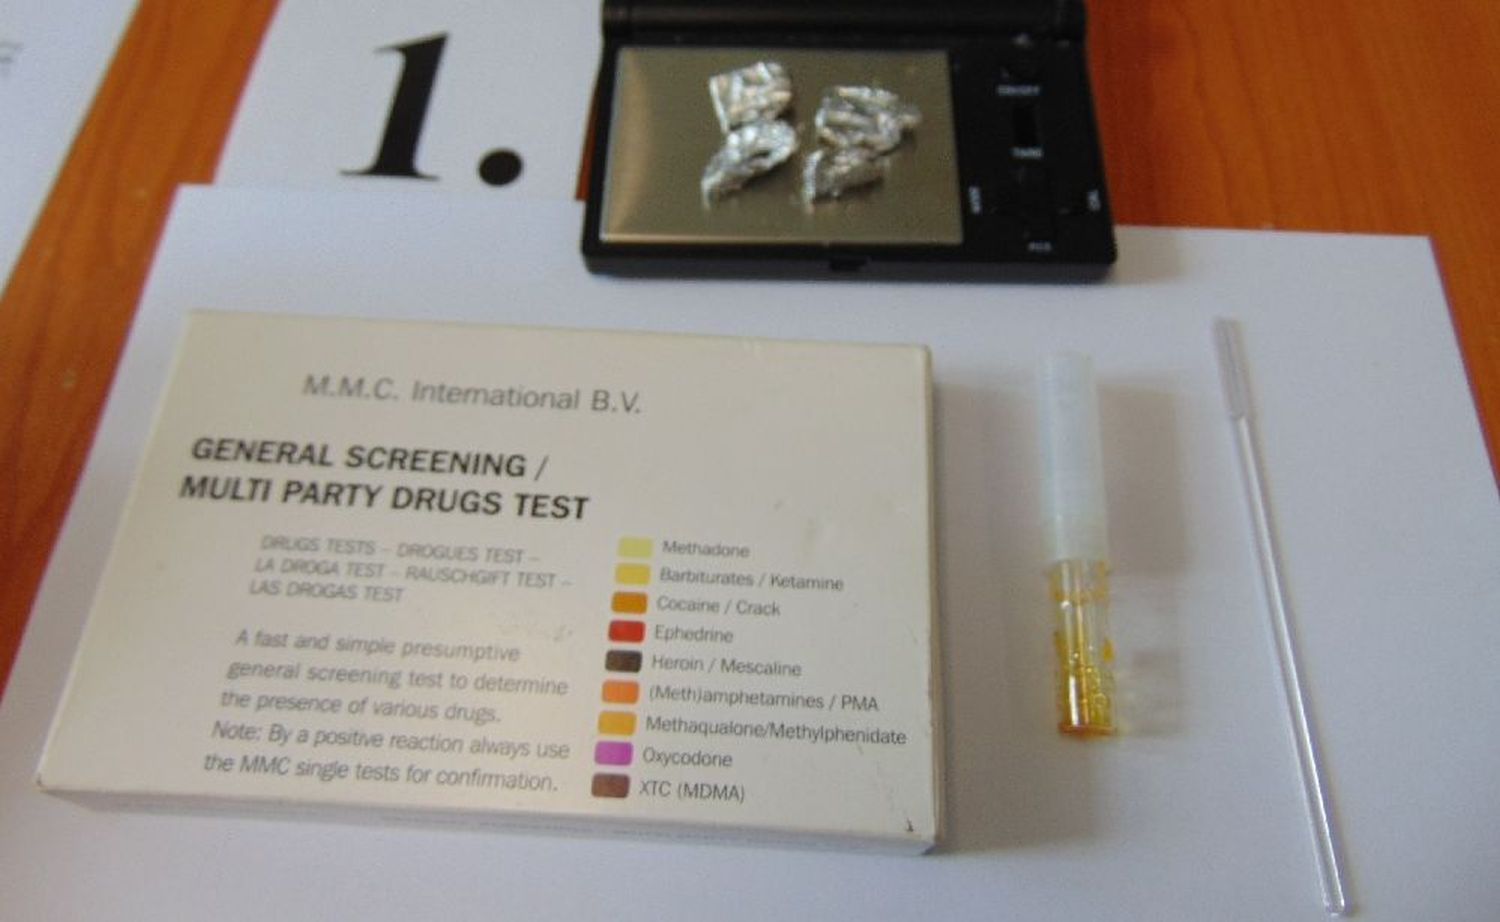 1.
M.M.C. International B.V.
GENERAL SCREENING /
MULTI PARTY DRUGS TEST
DRUGS TESTS – DROGUES TEST –
LA DROGA TEST – RAUSCHGIFT TEST –
LAS DROGAS TEST
A fast and simple presumptive
general screening test to determine
the presence of various drugs.
Note: By a positive reaction always use
the MMC single tests for confirmation.
Methadone
Barbiturates / Ketamine
Cocaine / Crack
Ephedrine
Heroin / Mescaline
(Meth)amphetamines / PMA
Methaqualone/Methylphenidate
Oxycodone
XTC (MDMA)